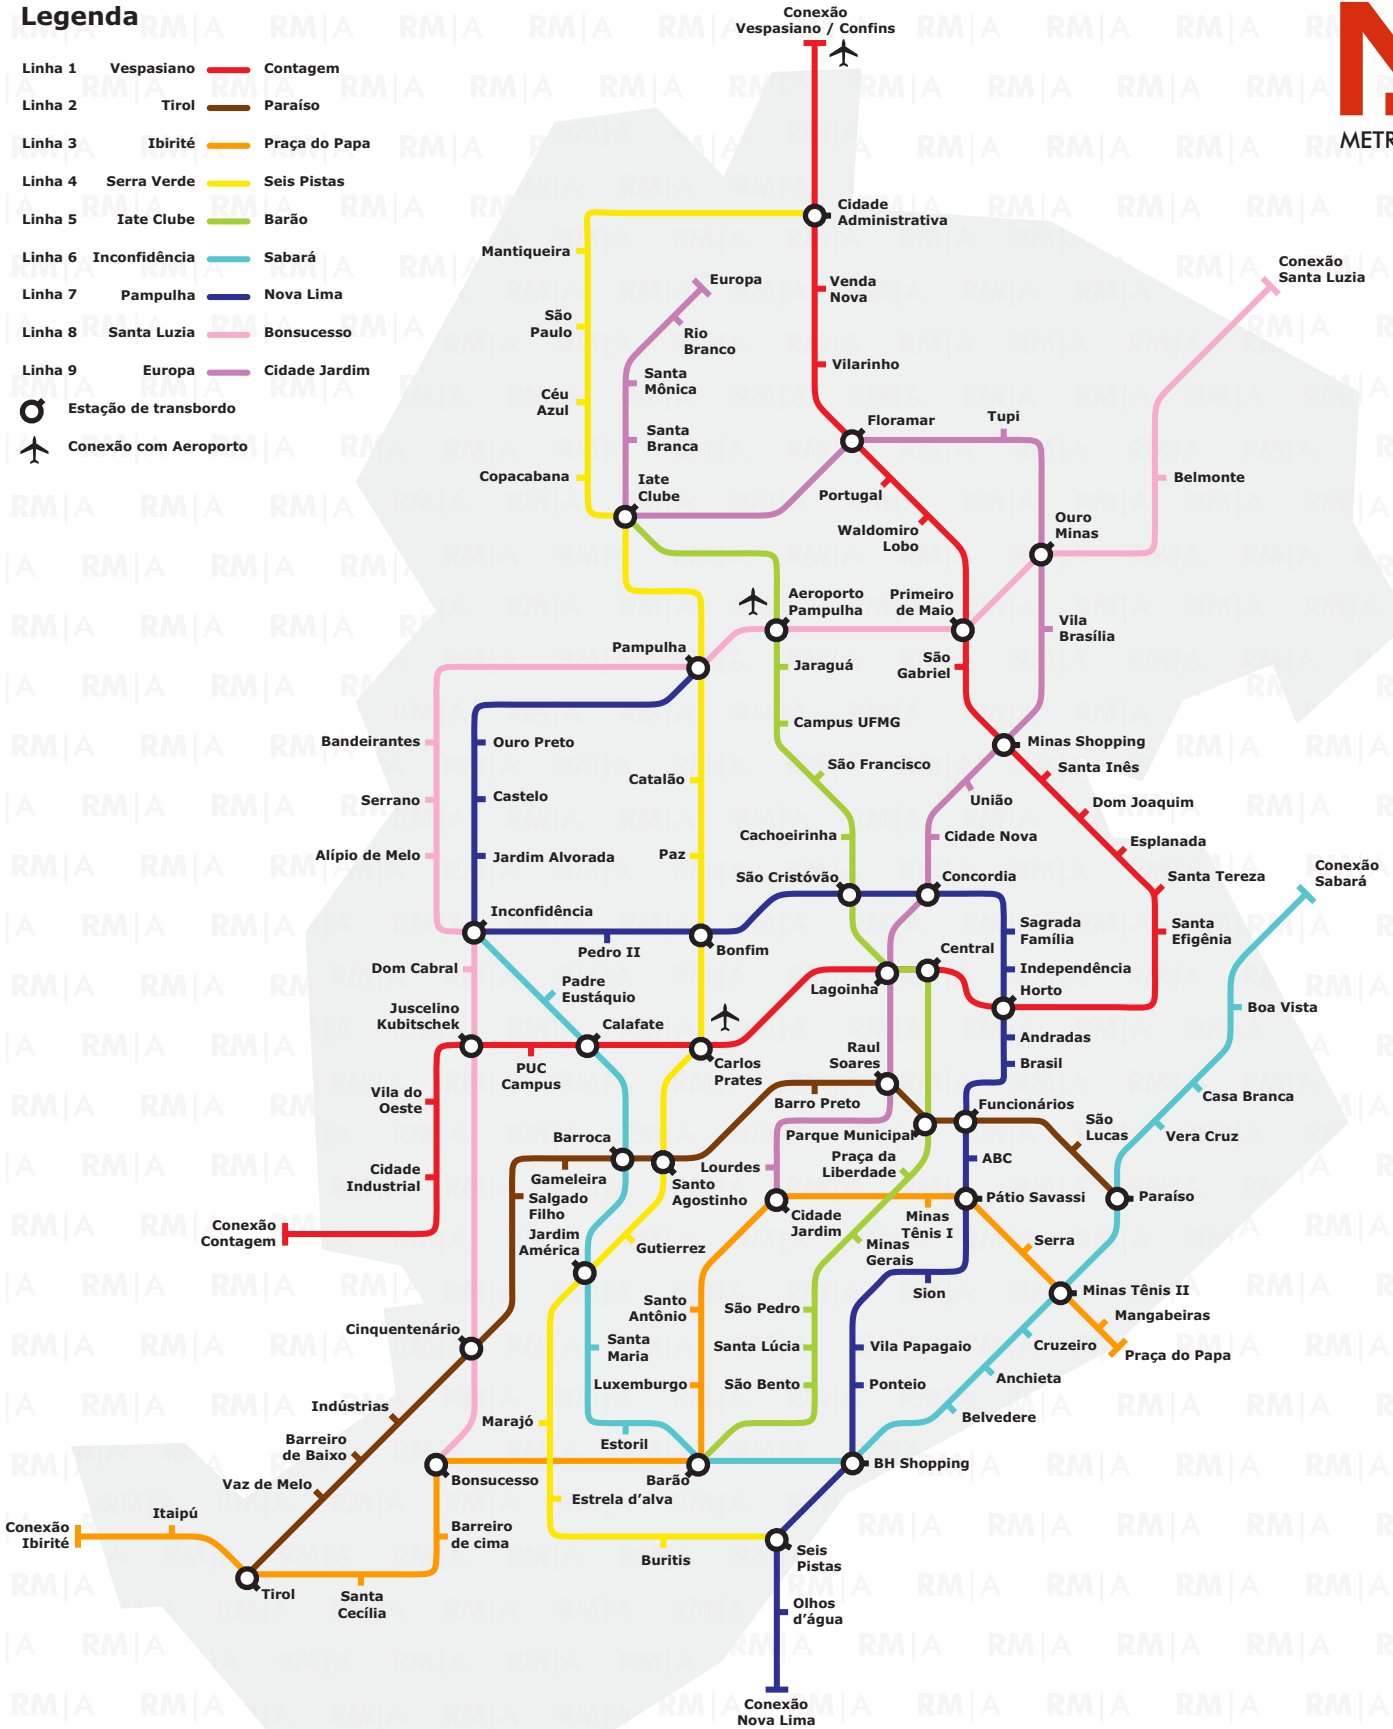 Legenda
Linha 1 Vespasiano Contagem
Linha 2 Tirol Paraíso
Linha 3 Ibirité Praça do Papa
Linha 4 Serra Verde Seis Pistas
Linha 5 Iate Clube Barão
Linha 6 Inconfidência Sabará
Linha 7 Pampulha Nova Lima
Linha 8 Santa Luzia Bonsucesso
Linha 9 Europa Cidade Jardim
Estação de transbordo
Conexão com Aeroporto
Conexão
Vespasiano / Confins
METR
Cidade
Administrativa
Mantiqueira
Europa
Conexão
Santa Luzia
Venda
Nova
São
Paulo
Rio
Branco
Vilarinho
Santa
Mônica
Céu
Azul
Floramar
Tupi
Santa
Branca
Copacabana
Iate
Clube
Portugal
Belmonte
Waldomiro
Lobo
Ouro
Minas
Aeroporto
Pampulha
Primeiro
de Maio
Vila
Brasília
Pampulha
Jaraguá
São
Gabriel
Campus UFMG
Bandeirantes
Ouro Preto
Minas Shopping
São Francisco
Santa Inês
Catalão
Serrano
Castelo
União
Dom Joaquim
Cachoeirinha
Cidade Nova
Esplanada
Alípio de Melo
Jardim Alvorada
Paz
São Cristóvão
Concordia
Santa Tereza
Conexão
Sabará
Inconfidência
Pedro II
Bonfim
Sagrada
Família
Santa
Efigênia
Central
Dom Cabral
Independência
Padre
Eustáquio
Lagoinha
Horto
Boa Vista
Juscelino
Kubitschek
Calafate
Andradas
Raul
Soares
Brasil
PUC
Campus
Carlos
Prates
Vila do
Oeste
Barro Preto
Funcionários
Casa Branca
São
Lucas
Vera Cruz
Barroca
Parque Municipal
Praça da
Liberdade
ABC
Cidade
Industrial
Gameleira
Lourdes
Salgado
Filho
Santo
Agostinho
Pátio Savassi
Paraíso
Conexão
Contagem
Cidade
Jardim
Minas
Tênis I
Jardim
América
Gutierrez
Minas
Gerais
Serra
Sion
Minas Tênis II
Santo
Antônio
São Pedro
Mangabeiras
Cinquentenário
Santa
Maria
Santa Lúcia
Vila Papagaio
Cruzeiro
Praça do Papa
Luxemburgo
São Bento
Ponteio
Anchieta
Indústrias
Marajó
Belvedere
Barreiro
de Baixo
Estoril
Vaz de Melo
Bonsucesso
Barão
BH Shopping
Estrela d’alva
Itaipú
Conexão
Ibirité
Barreiro
de cima
Buritis
Seis
Pistas
Tirol
Santa
Cecília
Olhos
d’água
Conexão
Nova Lima